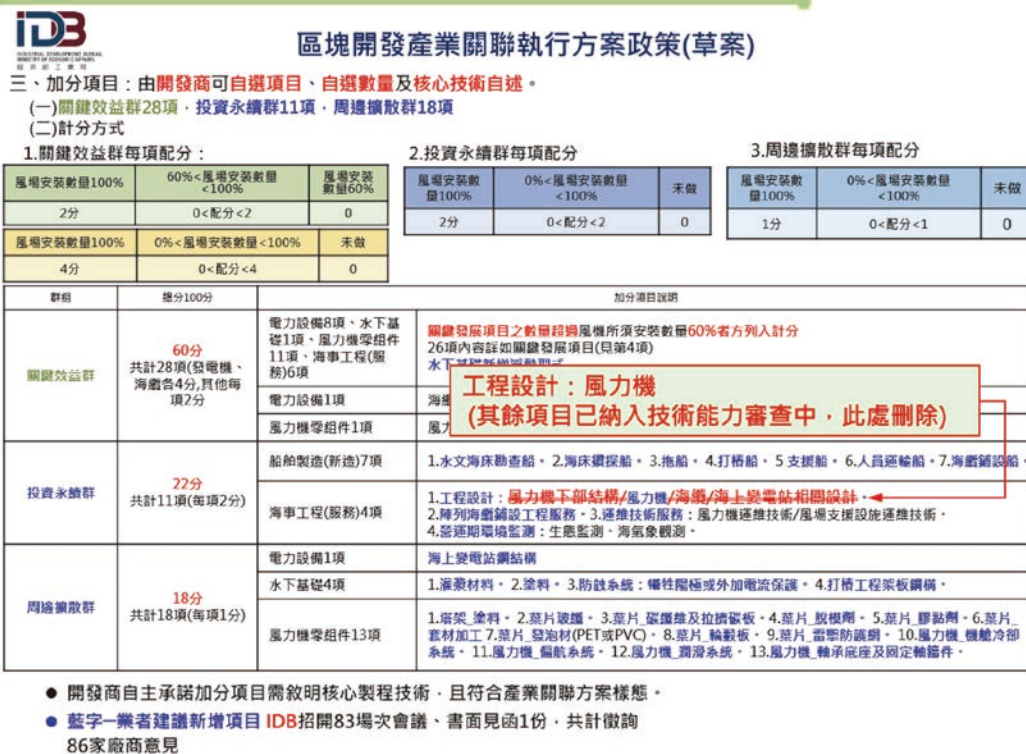 iDB
INDUSTRIAL DEVELOPMENT BUREAU,
MINISTRY OF ECONOMIC AFFAIRS
經濟部工業局
區塊開發產業關聯執行方案政策(草案)
三、加分項目：由開發商可自選項目、自選數量及核心技術自述。
(一)關鍵效益群28項，投資永續群11項，周邊擴散群18項
(二)計分方式
1.關鍵效益群每項配分：
風場安裝數量100%
60%<風場安裝數量
<100%
風場安裝
數量60%
2分
0<配分<2
0
風場安裝數量100%
0%<風場安裝數量<100%
未做
4分
0<配分<4
0
2.投資永續群每項配分
風場安裝數
量100%
0%<風場安裝數量
<100%
未做
2分
0<配分<2
0
3.周邊擴散群每項配分
風場安裝數
量100%
0%<風場安裝數量
<100%
未做
1分
0<配分<1
0
群組
總分100分
加分項目說明
關鍵效益群
60分
共計28項(發電機、
海纜各4分,其他每
項2分)
電力設備8項、水下基
礎1項、風力機零組件
11項、海事工程(服
務)6項
關鍵發展項目之數量超過風機所須安裝數量60%者方列入計分
26項內容詳如關鍵發展項目(見第4項)
水下基礎新增浮動型式
電力設備1項
海纜
風力機零組件1項
風力
工程設計：風力機
(其餘項目已納入技術能力審查中，此處刪除)
投資永續群
22分
共計11項(每項2分)
船舶製造(新造)7項
1.水文海床勘查船。2.海床鑽探船。3.拖船。4.打樁船。5 支援船。6.人員運輸船。7.海纜鋪設船。
海事工程(服務)4項
1.工程設計：風力機下部結構/風力機/海纜/海上變電站相關設計。
2.陣列海纜鋪設工程服務。3.運維技術服務：風力機運維技術/風場支援設施運維技術。
4.營運期環境監測：生態監測、海氣象觀測。
周邊擴散群
18分
共計18項(每項1分)
電力設備1項
海上變電站鋼結構
水下基礎4項
1.灌漿材料。2.塗料。3.防蝕系統：犧牲陽極或外加電流保護。4.打樁工程架板鋼構。
風力機零組件13項
1.塔架_塗料。2.葉片玻纖。3.葉片_碳纖維及拉擠碳板。4.葉片_脫模劑。5.葉片_膠黏劑。6.葉片_
套材加工 7.葉片_發泡材(PET或PVC)。8.葉片_輪轂板。9.葉片_雷擊防護網。10.風力機_機艙冷卻
系統。11.風力機_偏航系統。12.風力機_潤滑系統。13.風力機_軸承底座及固定軸鑄件。
● 開發商自主承諾加分項目需敘明核心製程技術，且符合產業關聯方案樣態。
● 藍字—業者建議新增項目 IDB招開83場次會議、書面見函1份，共計徵詢
86家廠商意見